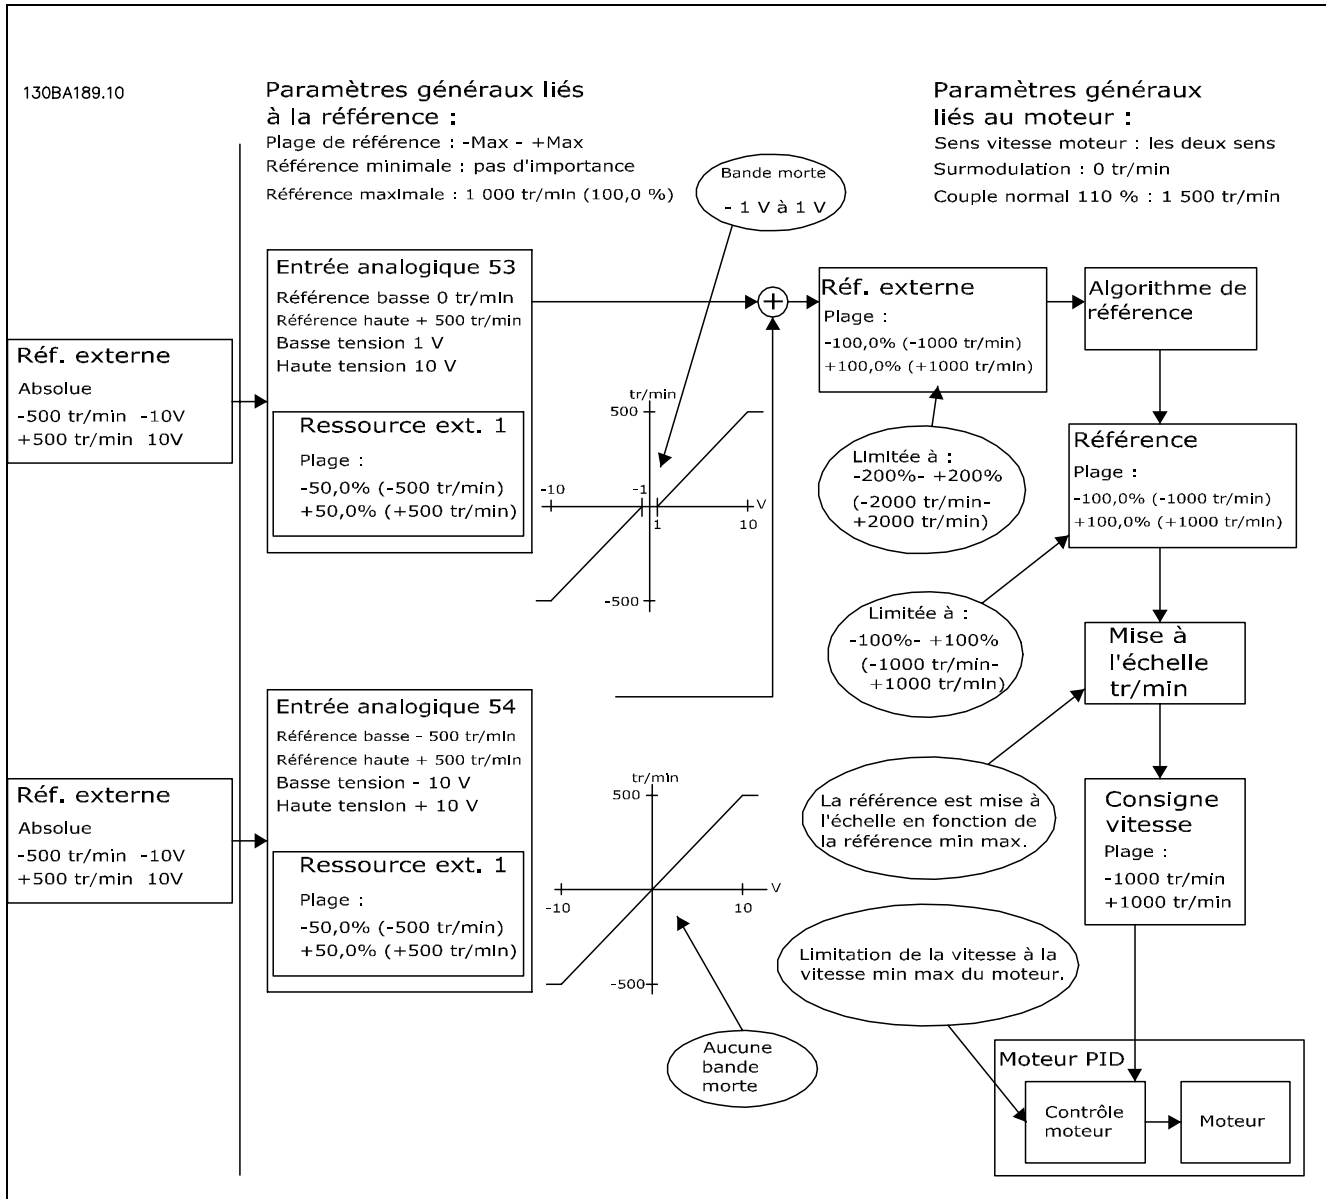 130BA189.10
Paramètres généraux liés
à la référence :
Plage de référence : -Max - +Max
Référence minimale : pas d'importance
Référence maximale : 1 000 tr/min (100,0 %)
Paramètres généraux
liés au moteur :
Sens vitesse moteur : les deux sens
Surmodulation : 0 tr/min
Couple normal 110 % : 1 500 tr/min
Bande morte
- 1 V à 1 V
Réf. externe
Absolue
-500 tr/min -10V
+500 tr/min 10V
Entrée analogique 53
Référence basse 0 tr/min
Référence haute + 500 tr/min
Basse tension 1 V
Haute tension 10 V
Ressource ext. 1
Plage :
-50,0% (-500 tr/min)
+50,0% (+500 tr/min)
tr/min
500
-10
-1
V
1
10
-500
+
Réf. externe
Plage :
-100,0% (-1000 tr/min)
+100,0% (+1000 tr/min)
Algorithme de
référence
Limitée à :
-200%- +200%
(-2000 tr/min-
+2000 tr/min)
Référence
Plage :
-100,0% (-1000 tr/min)
+100,0% (+1000 tr/min)
Limitée à :
-100%- +100%
(-1000 tr/min-
+1000 tr/min)
Mise à
l'échelle
tr/min
Réf. externe
Absolue
-500 tr/min -10V
+500 tr/min 10V
Entrée analogique 54
Référence basse - 500 tr/min
Référence haute + 500 tr/min
Basse tension - 10 V
Haute tension + 10 V
Ressource ext. 1
Plage :
-50,0% (-500 tr/min)
+50,0% (+500 tr/min)
tr/min
500
V
-10
10
-500
Aucune
bande
morte
La référence est mise à
l'échelle en fonction de
la référence min max.
Consigne
vitesse
Plage :
-1000 tr/min
+1000 tr/min
Limitation de la vitesse à la
vitesse min max du moteur.
Moteur PID
Contrôle
moteur
Moteur